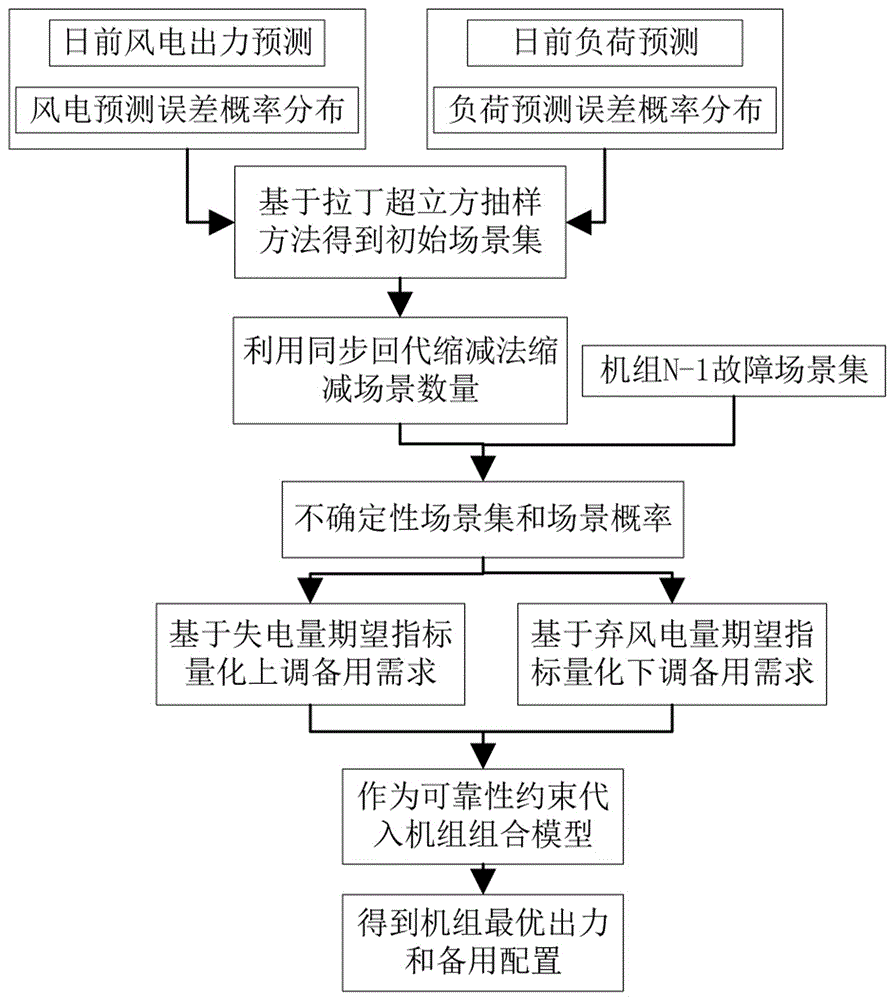 日前风电出力预测
日前负荷预测
风电预测误差概率分布
负荷预测误差概率分布
基于拉丁超立方抽样
方法得到初始场景集
利用同步回代缩减法缩
减场景数量
机组N-1故障场景集
不确定性场景集和场景概率
基于失电量期望指标
量化上调备用需求
基于弃风电量期望指
标量化下调备用需求
作为可靠性约束代
入机组组合模型
得到机组最优出力
和备用配置